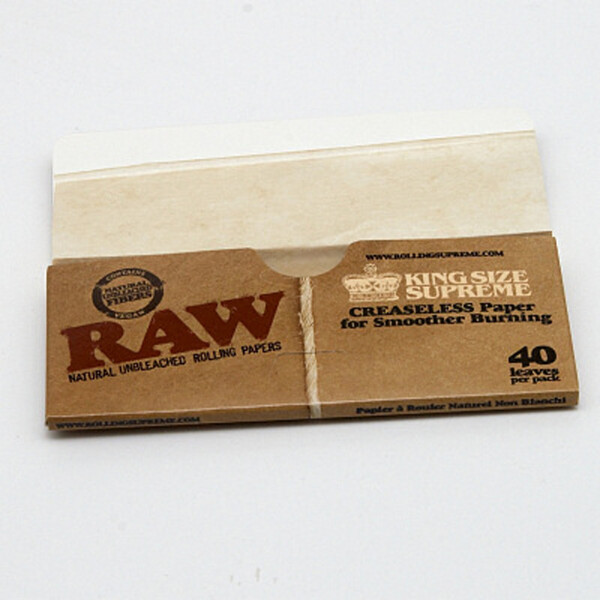 CONTAINS
NATURAL
UNBLEACHED
FIBERS
VEGAN
RAW
NATURAL UNBLEACHED ROLLING PAPERS
WWW.ROLLINGSUPREME.COM
WWW.ROLLINGSUPREME.COM
KING SIZE
SUPREME
CREASELESS Paper
for Smoother Burning
40
leaves
per pack
Papier à Rouler Naturel Non Blanchi